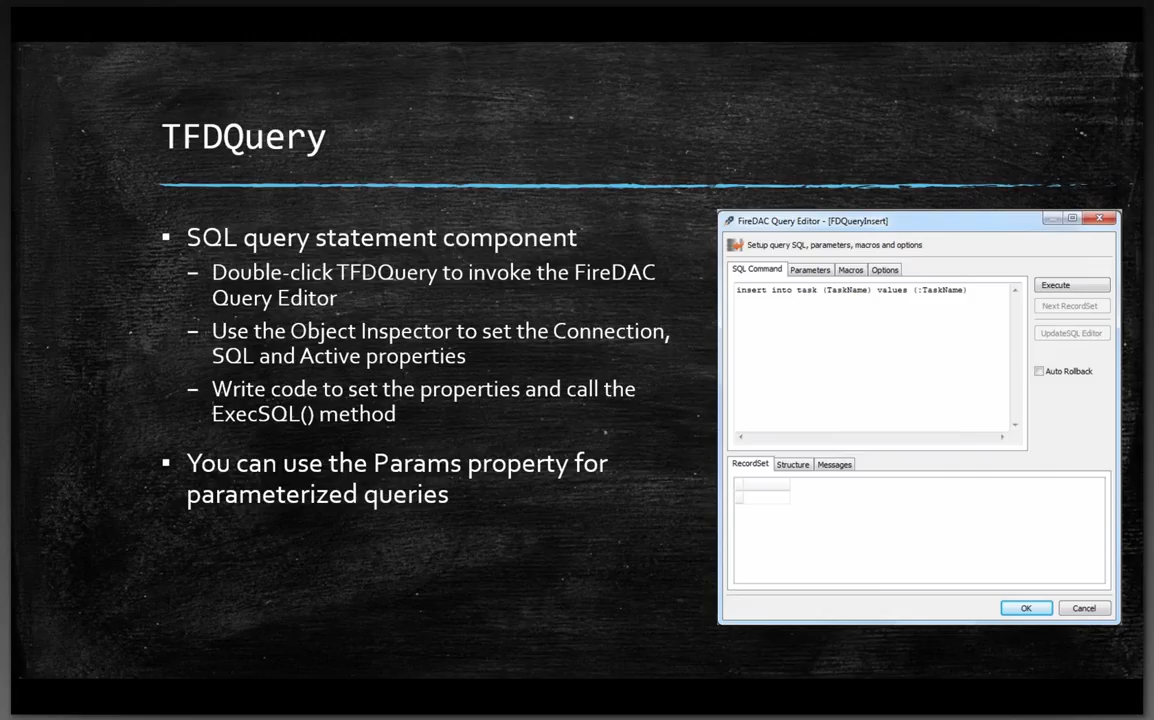 TFDQuery
▪ SQL query statement component
– Double-click TFDQuery to invoke the FireDAC
Query Editor
– Use the Object Inspector to set the Connection,
SQL and Active properties
– Write code to set the properties and call the
ExecSQL() method
▪ You can use the Params property for
parameterized queries
FireDAC Query Editor - [FDQueryInsert]
Setup query SQL, parameters, macros and options
SQL Command Parameters Macros Options
insert into task (TaskName) values (:TaskName)
Execute
Next RecordSet
UpdateSQL Editor
Auto Rollback
RecordSet Structure Messages
OK Cancel